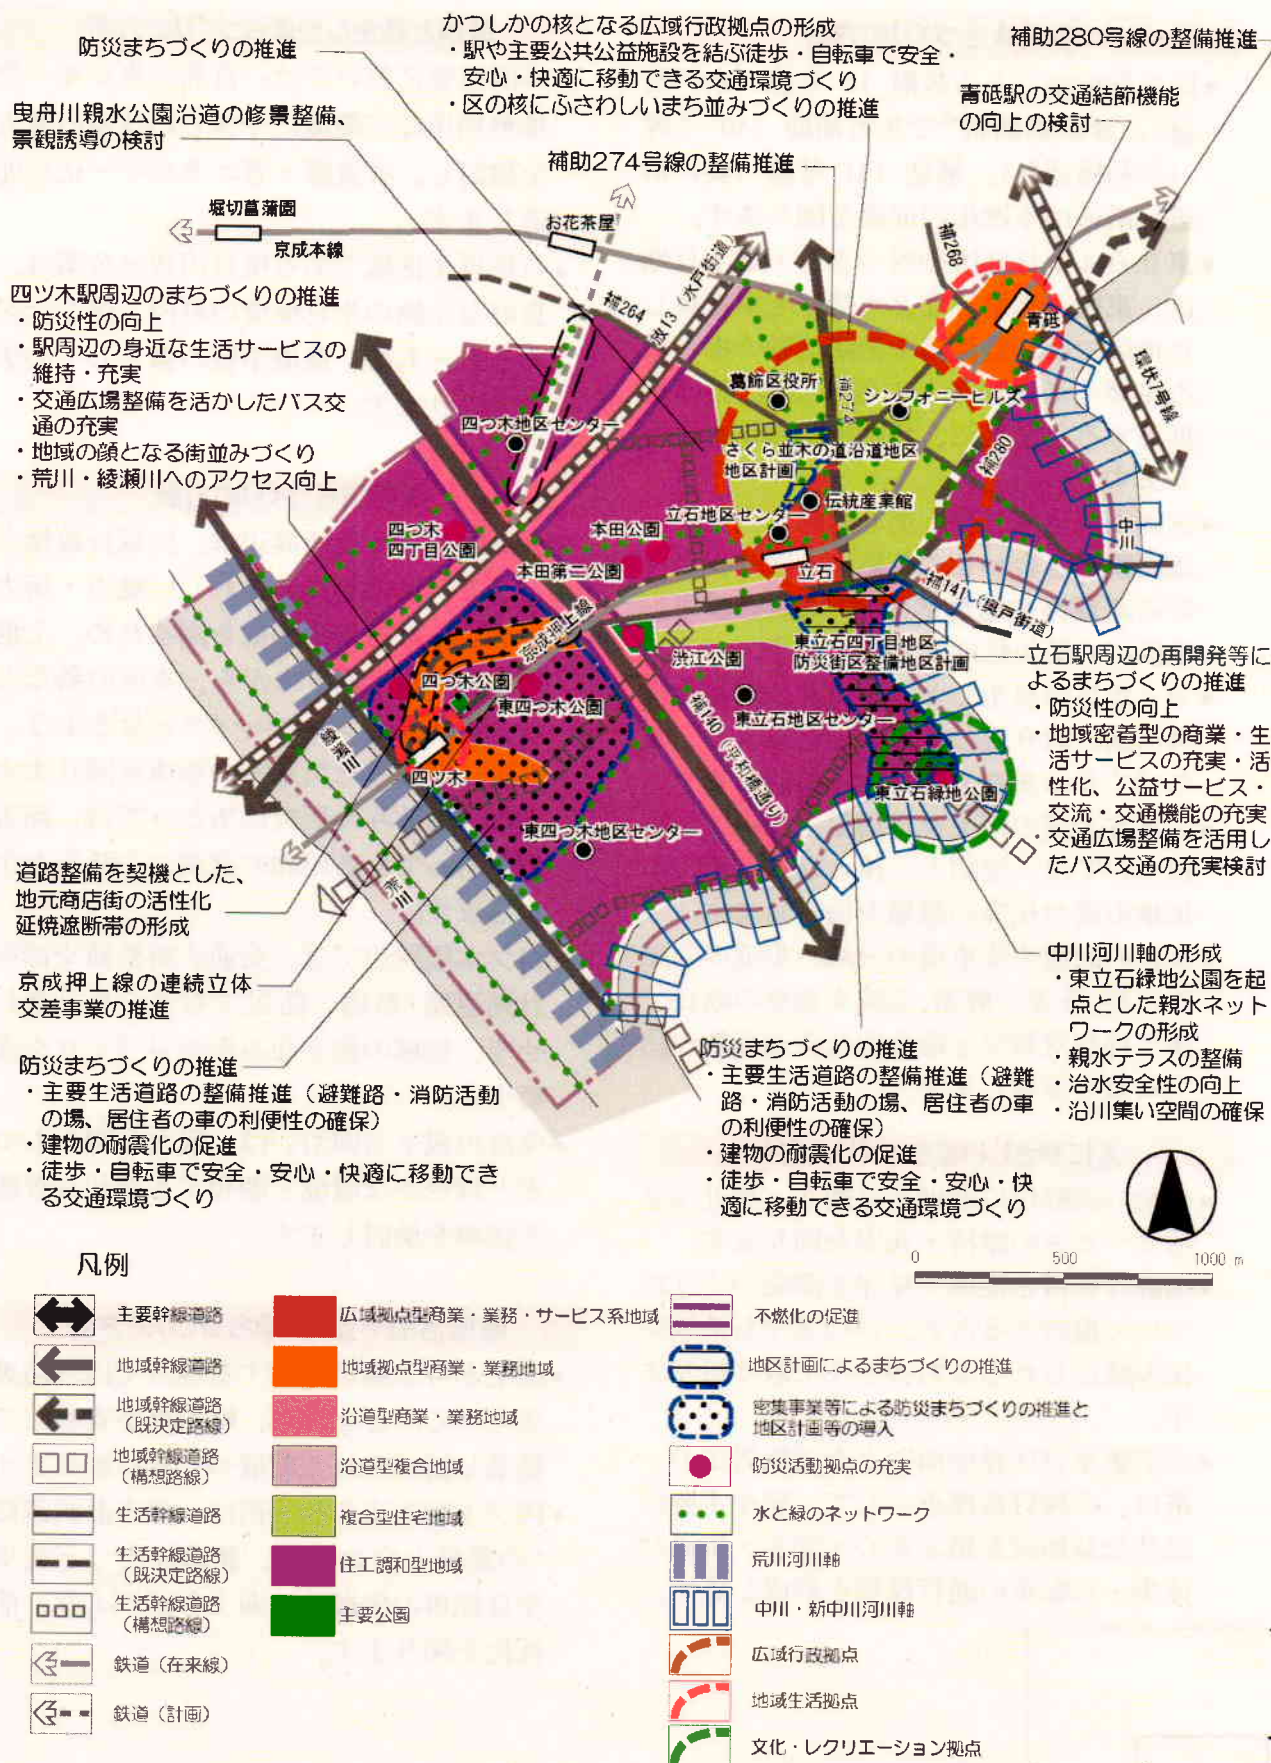 防災まちづくりの推進
かつしかの核となる広域行政拠点の形成
・駅や主要公共公益施設を結ぶ徒歩・自転車で安全・
安心・快適に移動できる交通環境づくり
・区の核にふさわしいまち並みづくりの推進
補助280号線の整備推進
曳舟川親水公園沿道の修景整備、
景観誘導の検討
青砥駅の交通結節機能
の向上の検討
補助274号線の整備推進
堀切菖蒲園
京成本線
お花茶屋
補268
補264
放13（水戸街道）
青砥
環状7号線
四ツ木駅周辺のまちづくりの推進
・防災性の向上
・駅周辺の身近な生活サービスの
維持・充実
・交通広場整備を活かしたバス交
通の充実
・地域の顔となる街並みづくり
・荒川・綾瀬川へのアクセス向上
葛飾区役所
補274
シンフォニーヒルズ
四つ木地区センター
さくら並木の道沿道地区
地区計画
補280
伝統産業館
立石地区センター
四つ木
四丁目公園
本田公園
本田第二公園
立石
中川
補141（奥戸街道）
京成押上線
渋江公園
東立石四丁目地区
防災街区整備地区計画
四つ木公園
東四つ木公園
東立石地区センター
補140（平和橋通り）
綾瀬川
四ツ木
東立石緑地公園
東四つ木地区センター
荒川
立石駅周辺の再開発等に
よるまちづくりの推進
・防災性の向上
・地域密着型の商業・生
活サービスの充実・活
性化、公益サービス・
交流・交通機能の充実
・交通広場整備を活用し
たバス交通の充実検討
道路整備を契機とした、
地元商店街の活性化
延焼遮断帯の形成
京成押上線の連続立体
交差事業の推進
中川河川軸の形成
・東立石緑地公園を起
点とした親水ネット
ワークの形成
・親水テラスの整備
・治水安全性の向上
・沿川集い空間の確保
防災まちづくりの推進
・主要生活道路の整備推進（避難路・消防活動
の場、居住者の車の利便性の確保）
・建物の耐震化の促進
・徒歩・自転車で安全・安心・快適に移動でき
る交通環境づくり
防災まちづくりの推進
・主要生活道路の整備推進（避難
路・消防活動の場、居住者の車
の利便性の確保）
・建物の耐震化の促進
・徒歩・自転車で安全・安心・快
適に移動できる交通環境づくり
0 500 1000 m
凡例
主要幹線道路
地域幹線道路
地域幹線道路
（既決定路線）
地域幹線道路
（構想路線）
生活幹線道路
生活幹線道路
（既決定路線）
生活幹線道路
（構想路線）
鉄道（在来線）
鉄道（計画）
広域拠点型商業・業務・サービス系地域
地域拠点型商業・業務地域
沿道型商業・業務地域
沿道型複合地域
複合型住宅地域
住工調和型地域
主要公園
不燃化の促進
地区計画によるまちづくりの推進
密集事業等による防災まちづくりの推進と
地区計画等の導入
防災活動拠点の充実
水と緑のネットワーク
荒川河川軸
中川・新中川河川軸
広域行政拠点
地域生活拠点
文化・レクリエーション拠点